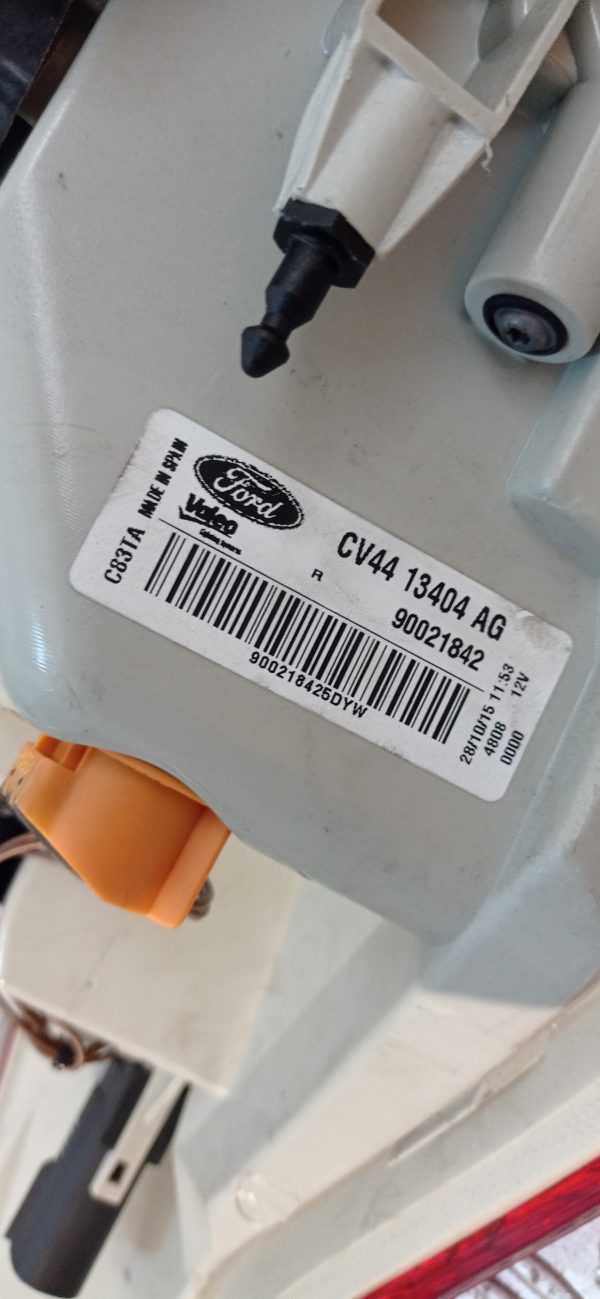 MADE IN SPAIN
C83TA
Ford
Valeo
CV44 13404 AG
R
90021842
900218425DYW
28/10/15 11:53
4808 12V
0000